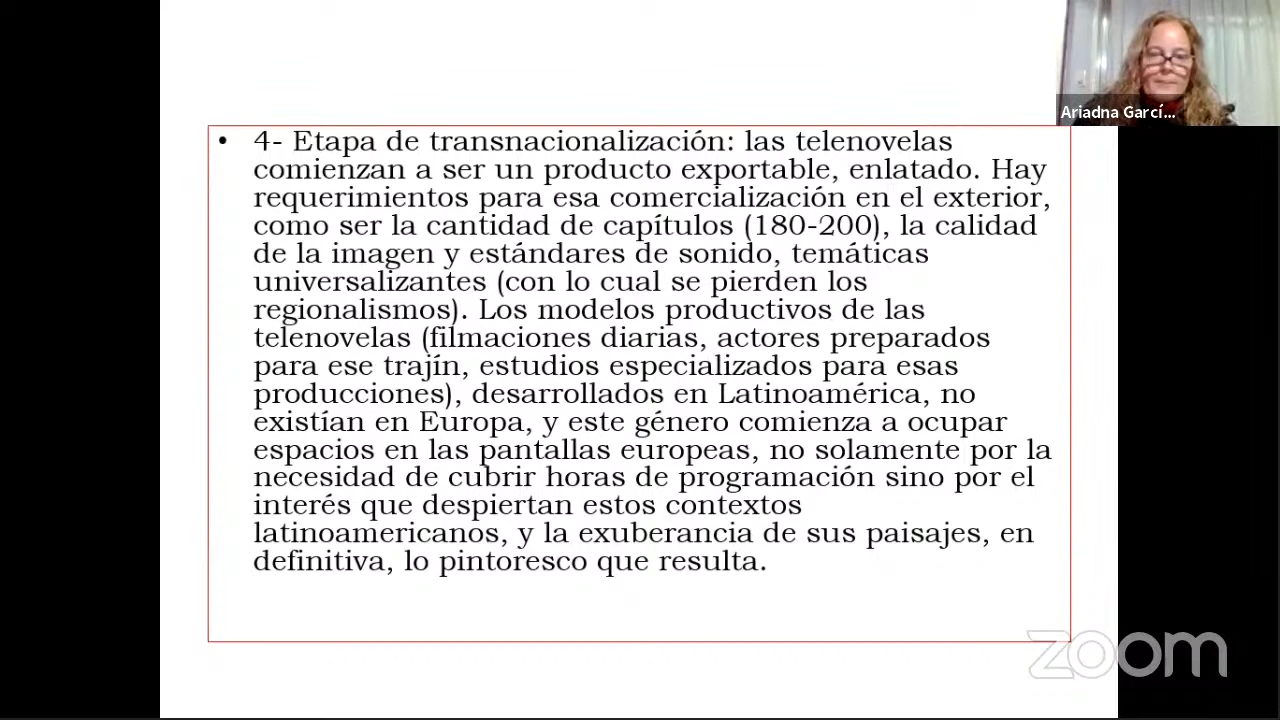 Ariadna Garcí...
• 4- Etapa de transnacionalización: las telenovelas
comienzan a ser un producto exportable, enlatado. Hay
requerimientos para esa comercialización en el exterior,
como ser la cantidad de capítulos (180-200), la calidad
de la imagen y estándares de sonido, temáticas
universalizantes (con lo cual se pierden los
regionalismos). Los modelos productivos de las
telenovelas (filmaciones diarias, actores preparados
para ese trajín, estudios especializados para esas
producciones), desarrollados en Latinoamérica, no
existían en Europa, y este género comienza a ocupar
espacios en las pantallas europeas, no solamente por la
necesidad de cubrir horas de programación sino por el
interés que despiertan estos contextos
latinoamericanos, y la exuberancia de sus paisajes, en
definitiva, lo pintoresco que resulta.
zoom